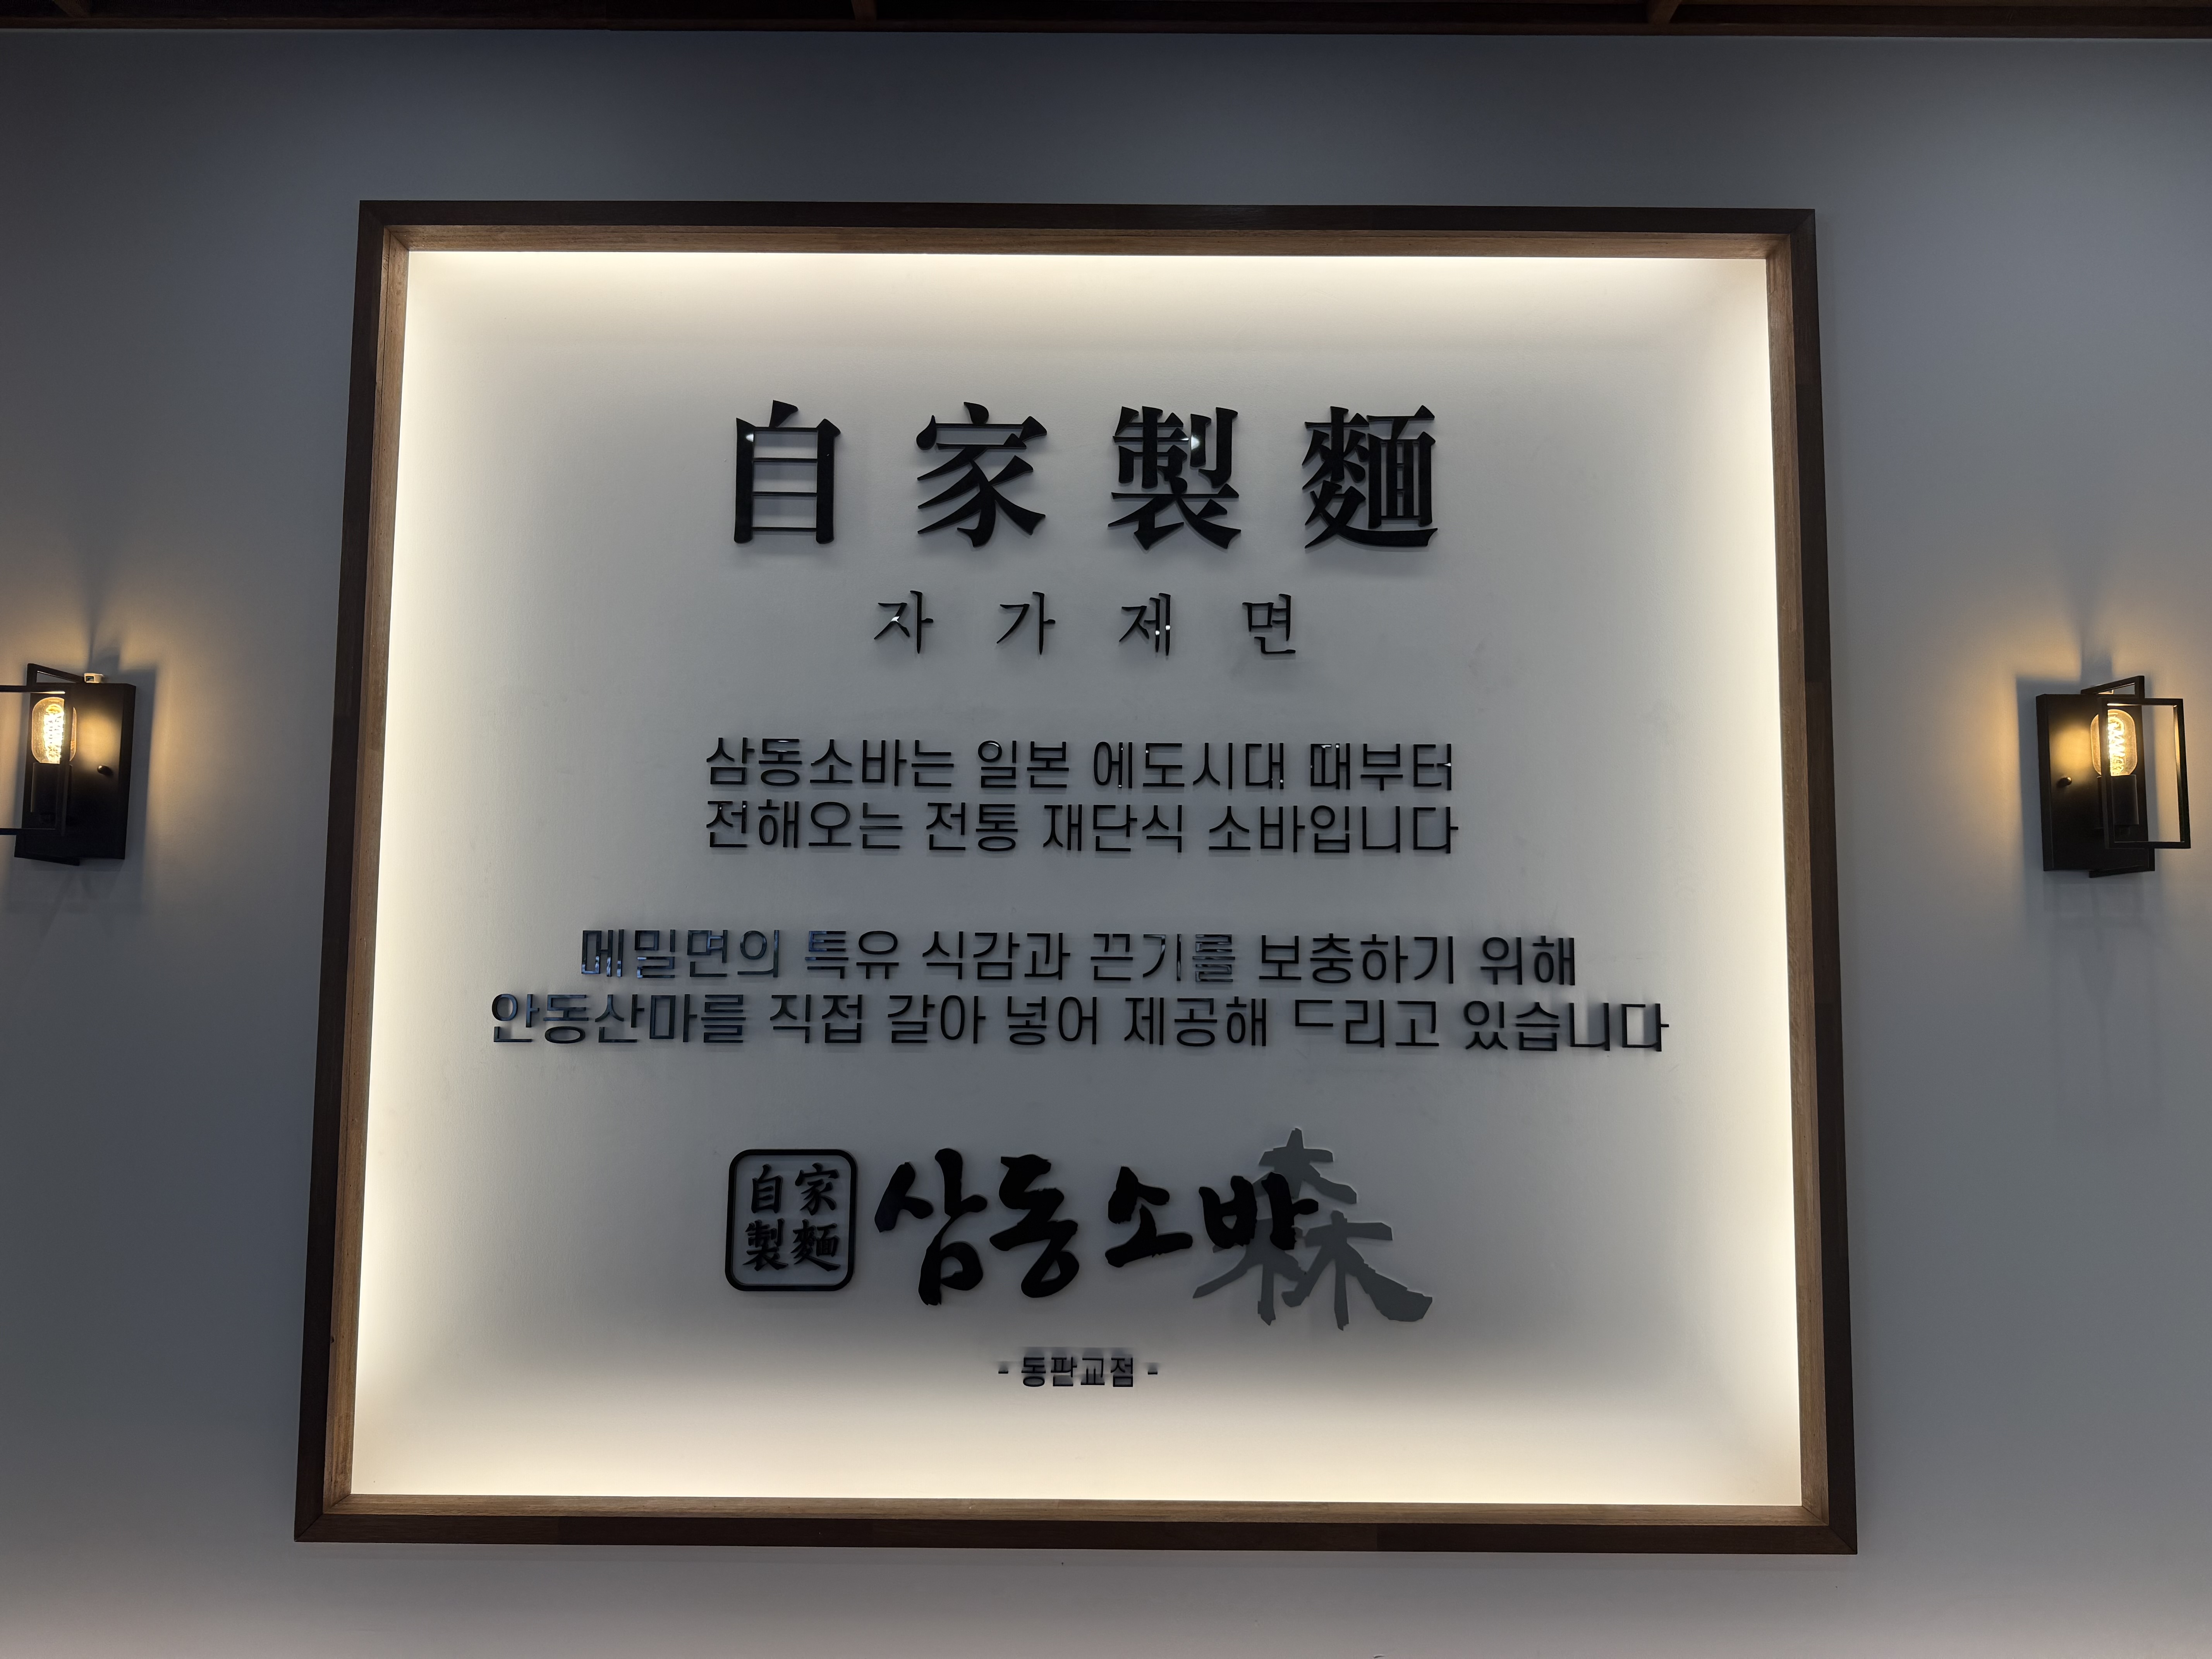 自家製麵
자가제면
삼동소바는 일본 에도시대 때부터
전해오는 전통 재단식 소바입니다
메밀면의 특유 식감과 끈기를 보충하기 위해
안동산마를 직접 갈아 넣어 제공해 드리고 있습니다
自家
製麵
삼동소바
森
- 동판교점 -